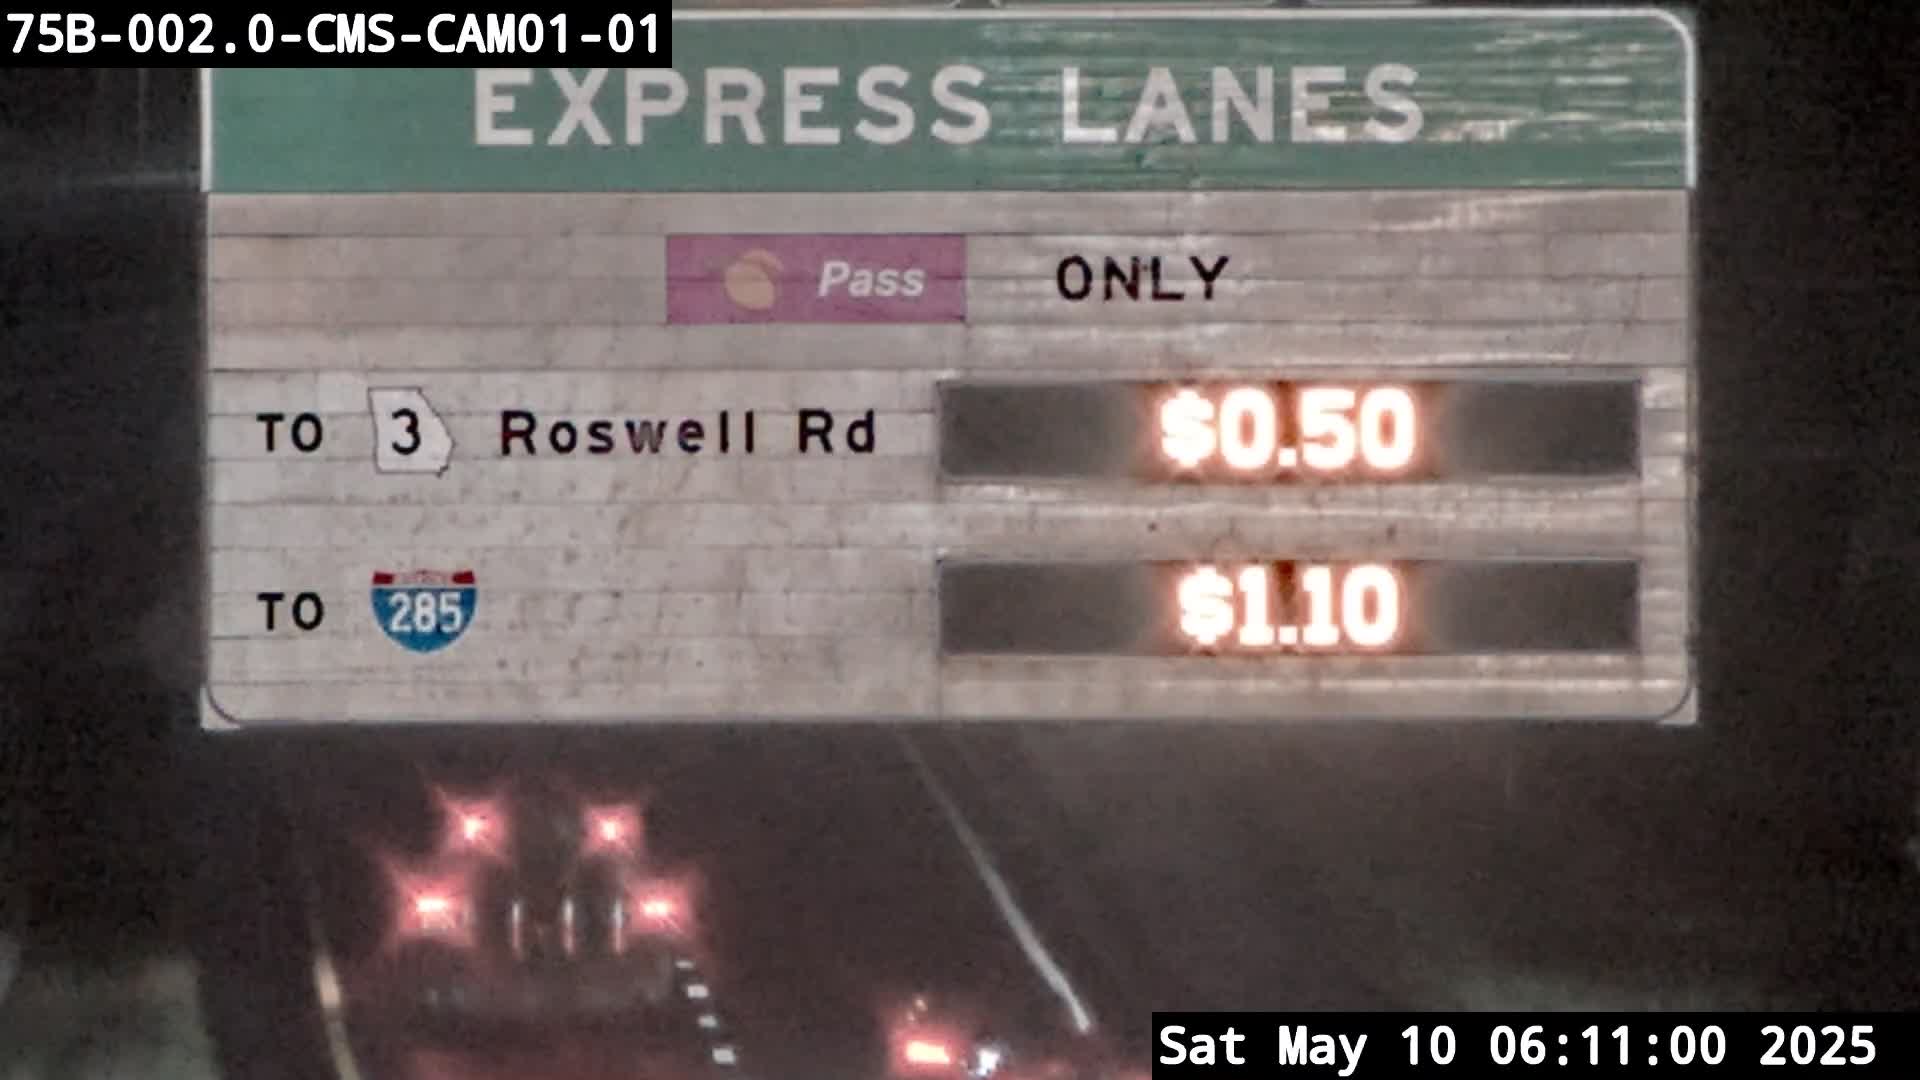 75B-002.0-CMS-CAM01-01
EXPRESS LANES
Pass ONLY
TO 3 Roswell Rd $0.50
TO 285 $1.10
Sat May 10 06:11:00 2025